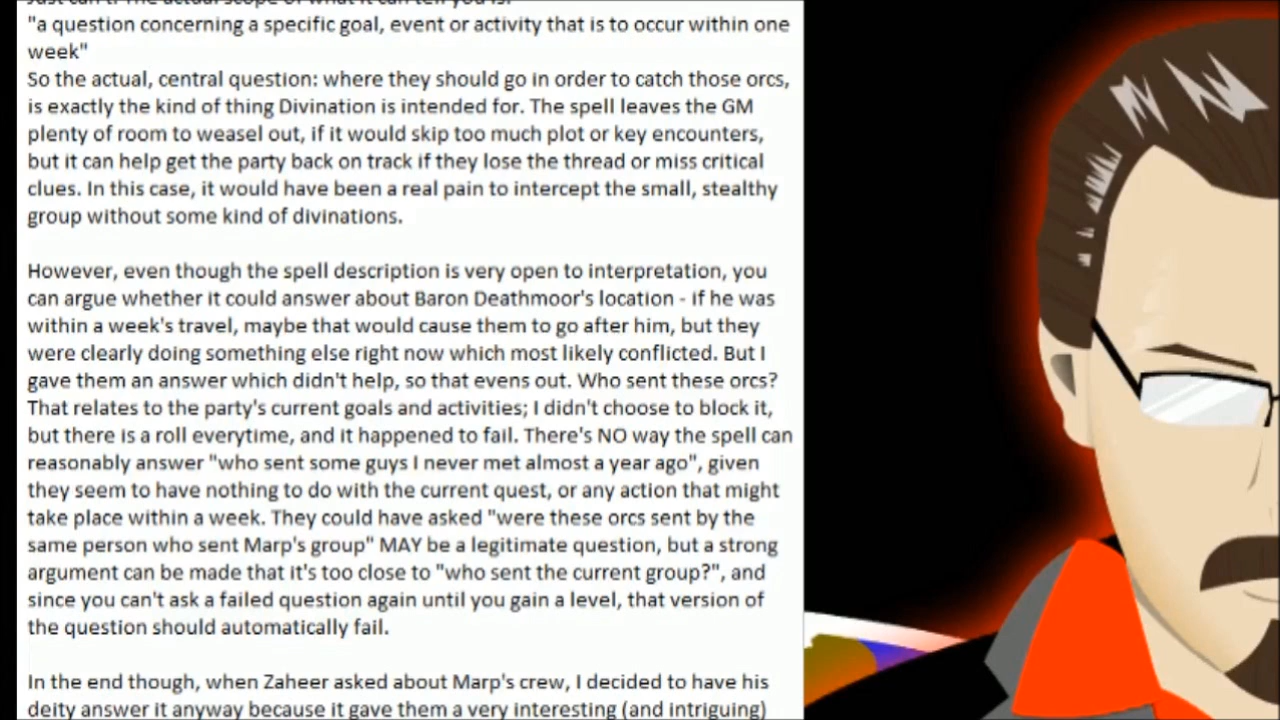 just can't. The actual scope of what it can tell you is:
"a question concerning a specific goal, event or activity that is to occur within one
week"
So the actual, central question: where they should go in order to catch those orcs,
is exactly the kind of thing Divination is intended for. The spell leaves the GM
plenty of room to weasel out, if it would skip too much plot or key encounters,
but it can help get the party back on track if they lose the thread or miss critical
clues. In this case, it would have been a real pain to intercept the small, stealthy
group without some kind of divinations.
However, even though the spell description is very open to interpretation, you
can argue whether it could answer about Baron Deathmoor's location - if he was
within a week's travel, maybe that would cause them to go after him, but they
were clearly doing something else right now which most likely conflicted. But I
gave them an answer which didn't help, so that evens out. Who sent these orcs?
That relates to the party's current goals and activities; I didn't choose to block it,
but there is a roll everytime, and it happened to fail. There's NO way the spell can
reasonably answer "who sent some guys I never met almost a year ago", given
they seem to have nothing to do with the current quest, or any action that might
take place within a week. They could have asked "were these orcs sent by the
same person who sent Marp's group" MAY be a legitimate question, but a strong
argument can be made that it's too close to "who sent the current group?", and
since you can't ask a failed question again until you gain a level, that version of
the question should automatically fail.
In the end though, when Zaheer asked about Marp's crew, I decided to have his
deity answer it anyway because it gave them a very interesting (and intriguing)